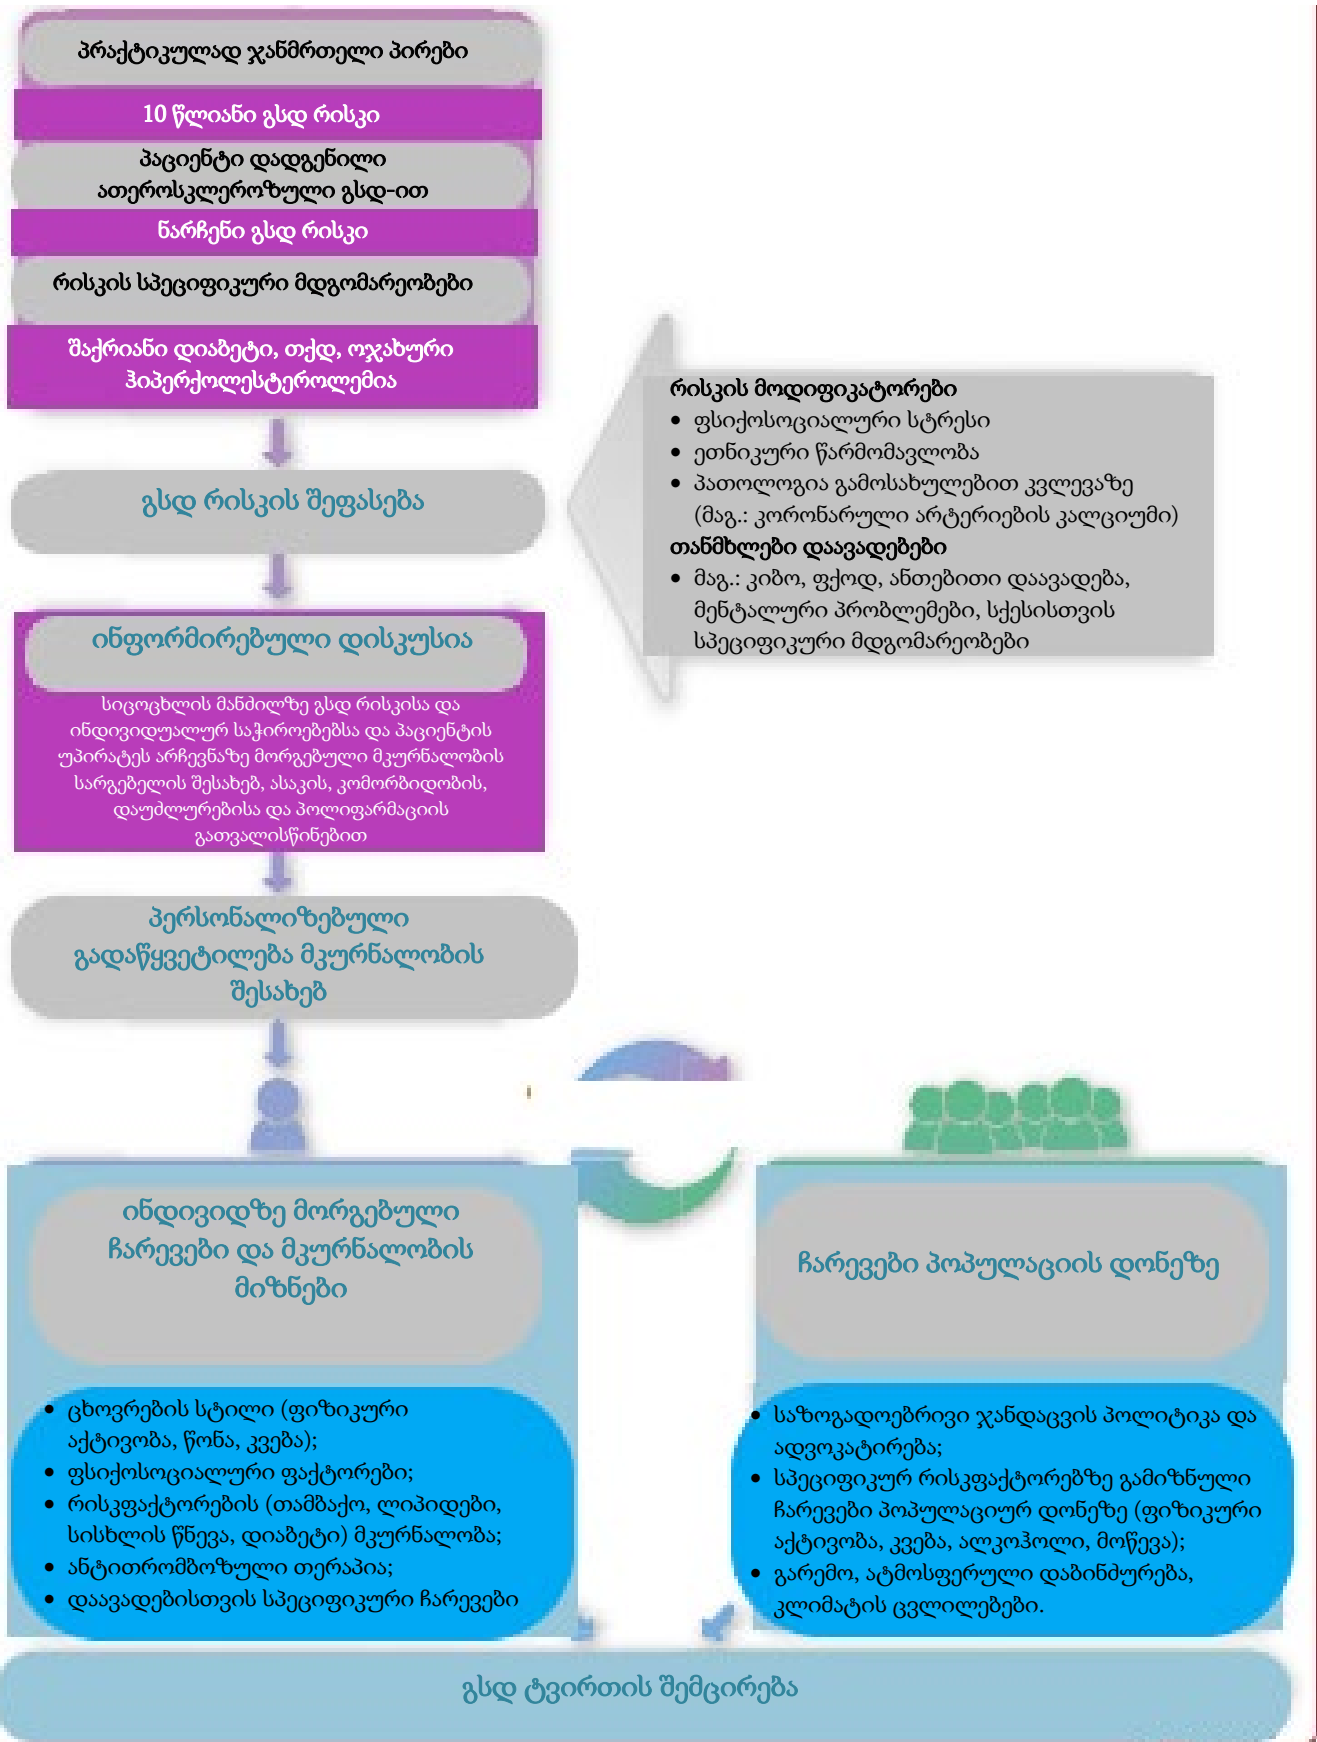 პრაქტიკულად ჯანმრთელი პირები
10 წლიანი გსდ რისკი
პაციენტი დადგენილი
ათეროსკლეროზული გსდ-ით
ნარჩენი გსდ რისკი
რისკის სპეციფიკური მდგომარეობები
შაქრიანი დიაბეტი, თქდ, ოჯახური
ჰიპერქოლესტეროლემია
რისკის მოდიფიკატორები
• ფსიქოსოციალური სტრესი
• ეთნიკური წარმომავლობა
• პათოლოგია გამოსახულებით კვლევაზე
(მაგ.: კორონარული არტერიების კალციუმი)
თანმხლები დაავადებები
• მაგ.: კიბო, ფქოდ, ანთებითი დაავადება,
მენტალური პრობლემები, სქესისთვის
სპეციფიკური მდგომარეობები
გსდ რისკის შეფასება
ინფორმირებული დისკუსია
სიცოცხლის მანძილზე გსდ რისკისა და
ინდივიდუალურ საჭიროებებსა და პაციენტის
უპირატეს არჩევნაზე მორგებული მკურნალობის
სარგებელის შესახებ, ასაკის, კომორბიდობის,
დაუძლურებისა და პოლიფარმაციის
გათვალისწინებით
პერსონალიზებული
გადაწყვეტილება მკურნალობის
შესახებ
ინდივიდზე მორგებული
ჩარევები და მკურნალობის
მიზნები
• ცხოვრების სტილი (ფიზიკური
აქტივობა, წონა, კვება);
• ფსიქოსოციალური ფაქტორები;
• რისკფაქტორების (თამბაქო, ლიპიდები,
სისხლის წნევა, დიაბეტი) მკურნალობა;
• ანტითრომბოზული თერაპია;
• დაავადებისთვის სპეციფიკური ჩარევები
ჩარევები პოპულაციის დონეზე
• საზოგადოებრივი ჯანდაცვის პოლიტიკა და
ადვოკატირება;
• სპეციფიკურ რისკფაქტორებზე გამიზნული
ჩარევები პოპულაციურ დონეზე (ფიზიკური
აქტივობა, კვება, ალკოჰოლი, მოწევა);
• გარემო, ატმოსფერული დაბინძურება,
კლიმატის ცვლილებები.
გსდ ტვირთის შემცირება